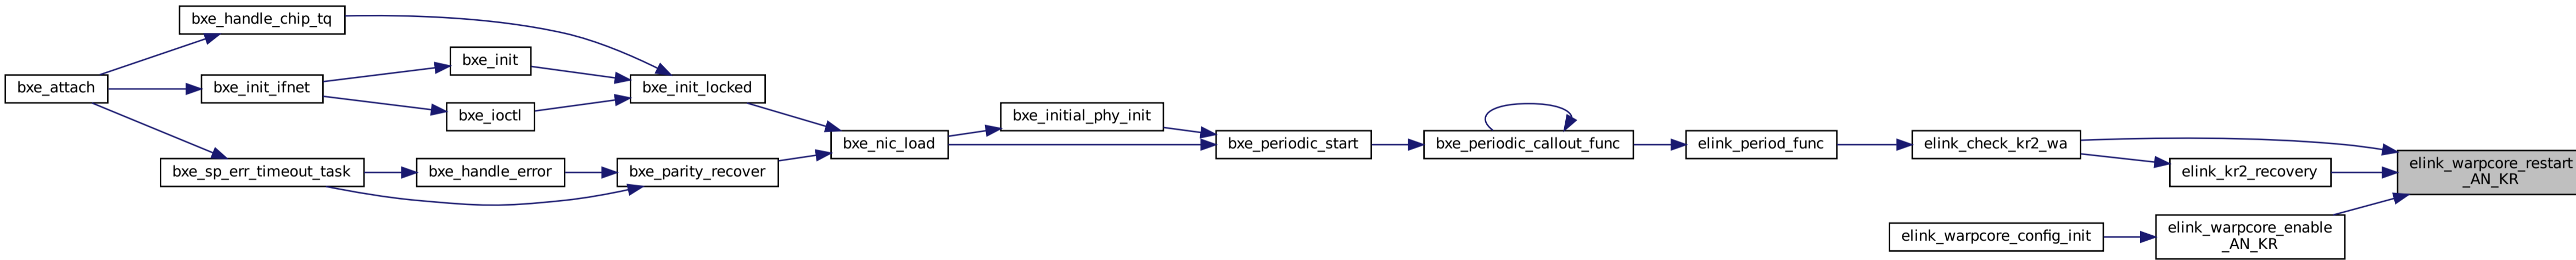 bxe_handle_chip_tq
bxe_init
bxe_attach
bxe_init_ifnet
bxe_init_locked
bxe_ioctl
bxe_initial_phy_init
bxe_nic_load
bxe_periodic_start
bxe_periodic_callout_func
elink_period_func
elink_check_kr2_wa
bxe_sp_err_timeout_task
bxe_handle_error
bxe_parity_recover
elink_kr2_recovery
elink_warpcore_restart
_AN_KR
elink_warpcore_config_init
elink_warpcore_enable
_AN_KR